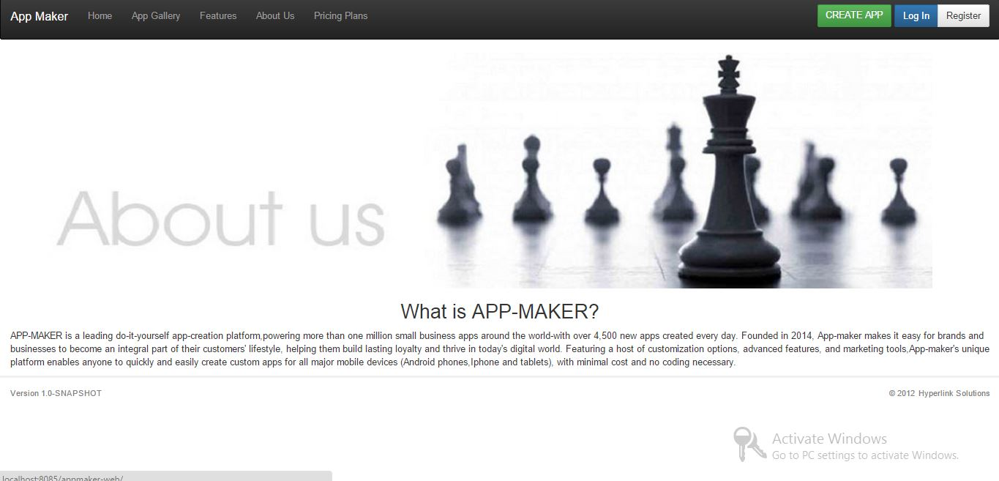 App Maker Home App Gallery Features About Us Pricing Plans CREATE APP Log In Register
About us
What is APP-MAKER?
APP-MAKER is a leading do-it-yourself app-creation platform,powering more than one million small business apps around the world-with over 4,500 new apps created every day. Founded in 2014, App-maker makes it easy for brands and
businesses to become an integral part of their customers' lifestyle, helping them build lasting loyalty and thrive in today's digital world. Featuring a host of customization options, advanced features, and marketing tools,App-maker's unique
platform enables anyone to quickly and easily create custom apps for all major mobile devices (Android phones,Iphone and tablets), with minimal cost and no coding necessary.
Version 1.0-SNAPSHOT © 2012 Hyperlink Solutions
Activate Windows
Go to PC settings to activate Windows.
localhost:8085/appmaker-web/